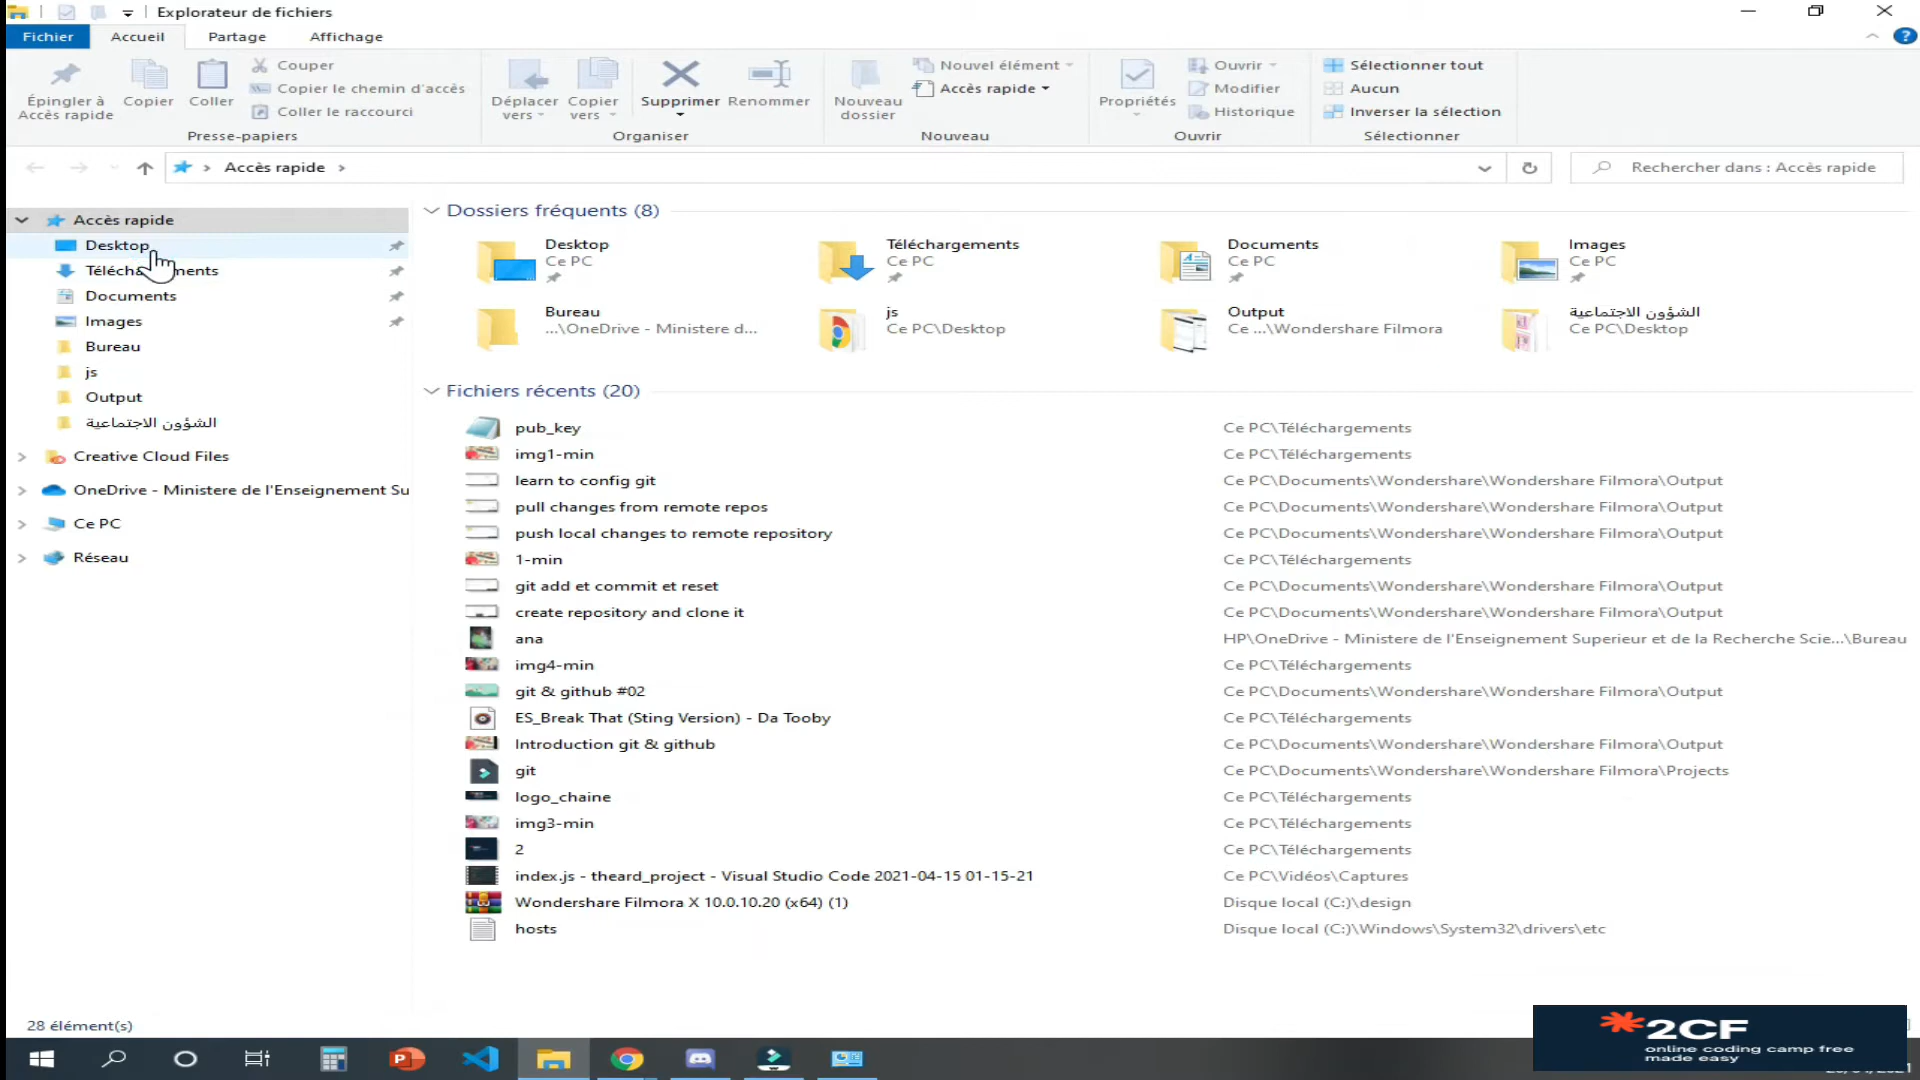 Explorateur de fichiers
Fichier
Accueil
Partage
Affichage
Épingler à Accès rapide
Copier
Coller
Couper
Copier le chemin d'accès
Coller le raccourci
Presse-papiers
Déplacer vers
Copier vers
Supprimer
Renommer
Organiser
Nouveau dossier
Nouvel élément
Accès rapide
Nouveau
Propriétés
Ouvrir
Modifier
Historique
Ouvrir
Sélectionner tout
Aucun
Inverser la sélection
Sélectionner
Accès rapide
Rechercher dans : Accès rapide
Accès rapide
Desktop
Téléchargements
Documents
Images
Bureau
js
Output
الشؤون الاجتماعية
Creative Cloud Files
OneDrive - Ministere de l'Enseignement Su
Ce PC
Réseau
Dossiers fréquents (8)
Desktop
Ce PC
Téléchargements
Ce PC
Documents
Ce PC
Images
Ce PC
Bureau
...\OneDrive - Ministere d...
js
Ce PC\Desktop
Output
Ce ...\Wondershare Filmora
الشؤون الاجتماعية
Ce PC\Desktop
Fichiers récents (20)
pub_key Ce PC\Téléchargements
img1-min Ce PC\Téléchargements
learn to config git Ce PC\Documents\Wondershare\Wondershare Filmora\Output
pull changes from remote repos Ce PC\Documents\Wondershare\Wondershare Filmora\Output
push local changes to remote repository Ce PC\Documents\Wondershare\Wondershare Filmora\Output
1-min Ce PC\Téléchargements
git add et commit et reset Ce PC\Documents\Wondershare\Wondershare Filmora\Output
create repository and clone it Ce PC\Documents\Wondershare\Wondershare Filmora\Output
ana HP\OneDrive - Ministere de l'Enseignement Superieur et de la Recherche Scie...\Bureau
img4-min Ce PC\Téléchargements
git & github #02 Ce PC\Documents\Wondershare\Wondershare Filmora\Output
ES_Break That (Sting Version) - Da Tooby Ce PC\Téléchargements
Introduction git & github Ce PC\Documents\Wondershare\Wondershare Filmora\Output
git Ce PC\Documents\Wondershare\Wondershare Filmora\Projects
logo_chaine Ce PC\Téléchargements
img3-min Ce PC\Téléchargements
2 Ce PC\Téléchargements
index.js - theard_project - Visual Studio Code 2021-04-15 01-15-21 Ce PC\Vidéos\Captures
Wondershare Filmora X 10.0.10.20 (x64) (1) Disque local (C:)\design
hosts Disque local (C:)\Windows\System32\drivers\etc
28 élément(s)
2CF
online coding camp free
made easy